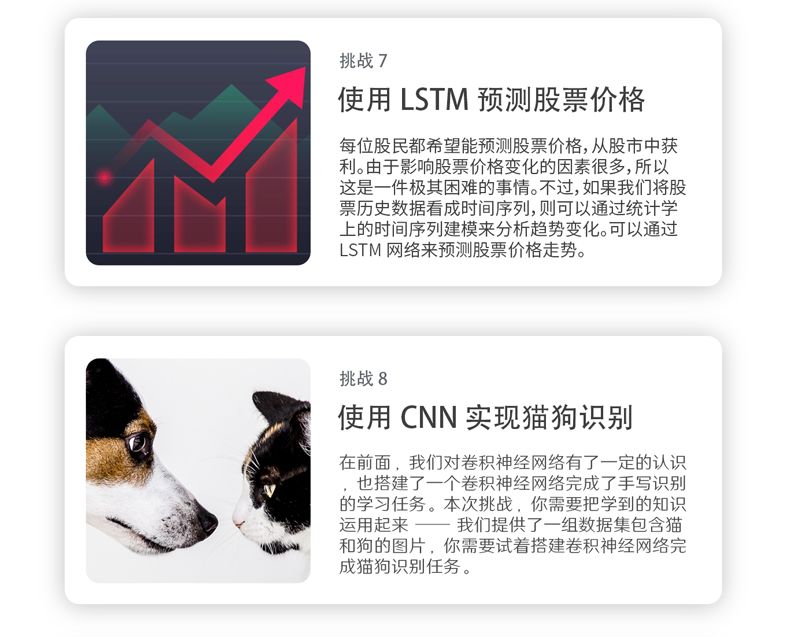 挑战 7
使用 LSTM 预测股票价格
每位股民都希望能预测股票价格，从股市中获
利。由于影响股票价格变化的因素很多，所以
这是一件极其困难的事情。不过，如果我们将股
票历史数据看成时间序列，则可以通过统计学
上的时间序列建模来分析趋势变化。可以通过
LSTM 网络来预测股票价格走势。
挑战 8
使用 CNN 实现猫狗识别
在前面，我们对卷积神经网络有了一定的认识
，也搭建了一个卷积神经网络完成了手写识别
的学习任务。本次挑战，你需要把学到的知识
运用起来 —— 我们提供了一组数据集包含猫
和狗的图片，你需要试着搭建卷积神经网络完
成猫狗识别任务。